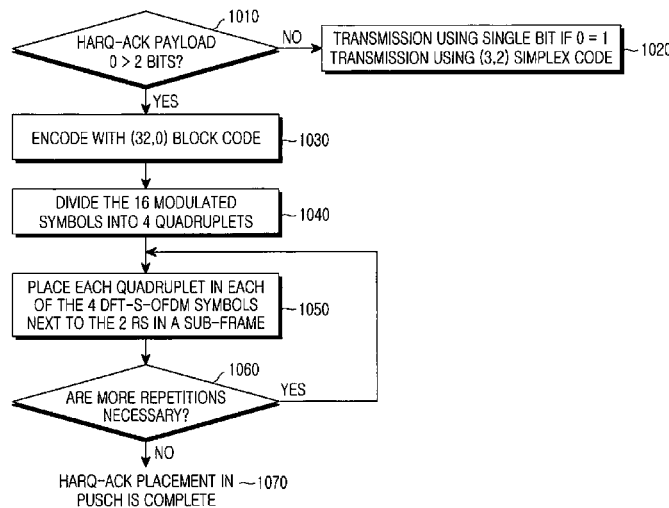 1010
HARQ-ACK PAYLOAD
0 > 2 BITS?
NO
TRANSMISSION USING SINGLE BIT IF 0 = 1
TRANSMISSION USING (3,2) SIMPLEX CODE
1020
YES
ENCODE WITH (32,0) BLOCK CODE
1030
DIVIDE THE 16 MODULATED
SYMBOLS INTO 4 QUADRUPLETS
1040
PLACE EACH QUADRUPLET IN EACH
OF THE 4 DFT-S-OFDM SYMBOLS
NEXT TO THE 2 RS IN A SUB-FRAME
1050
1060
ARE MORE REPETITIONS
NECESSARY?
YES
NO
HARQ-ACK PLACEMENT IN
PUSCH IS COMPLETE
1070